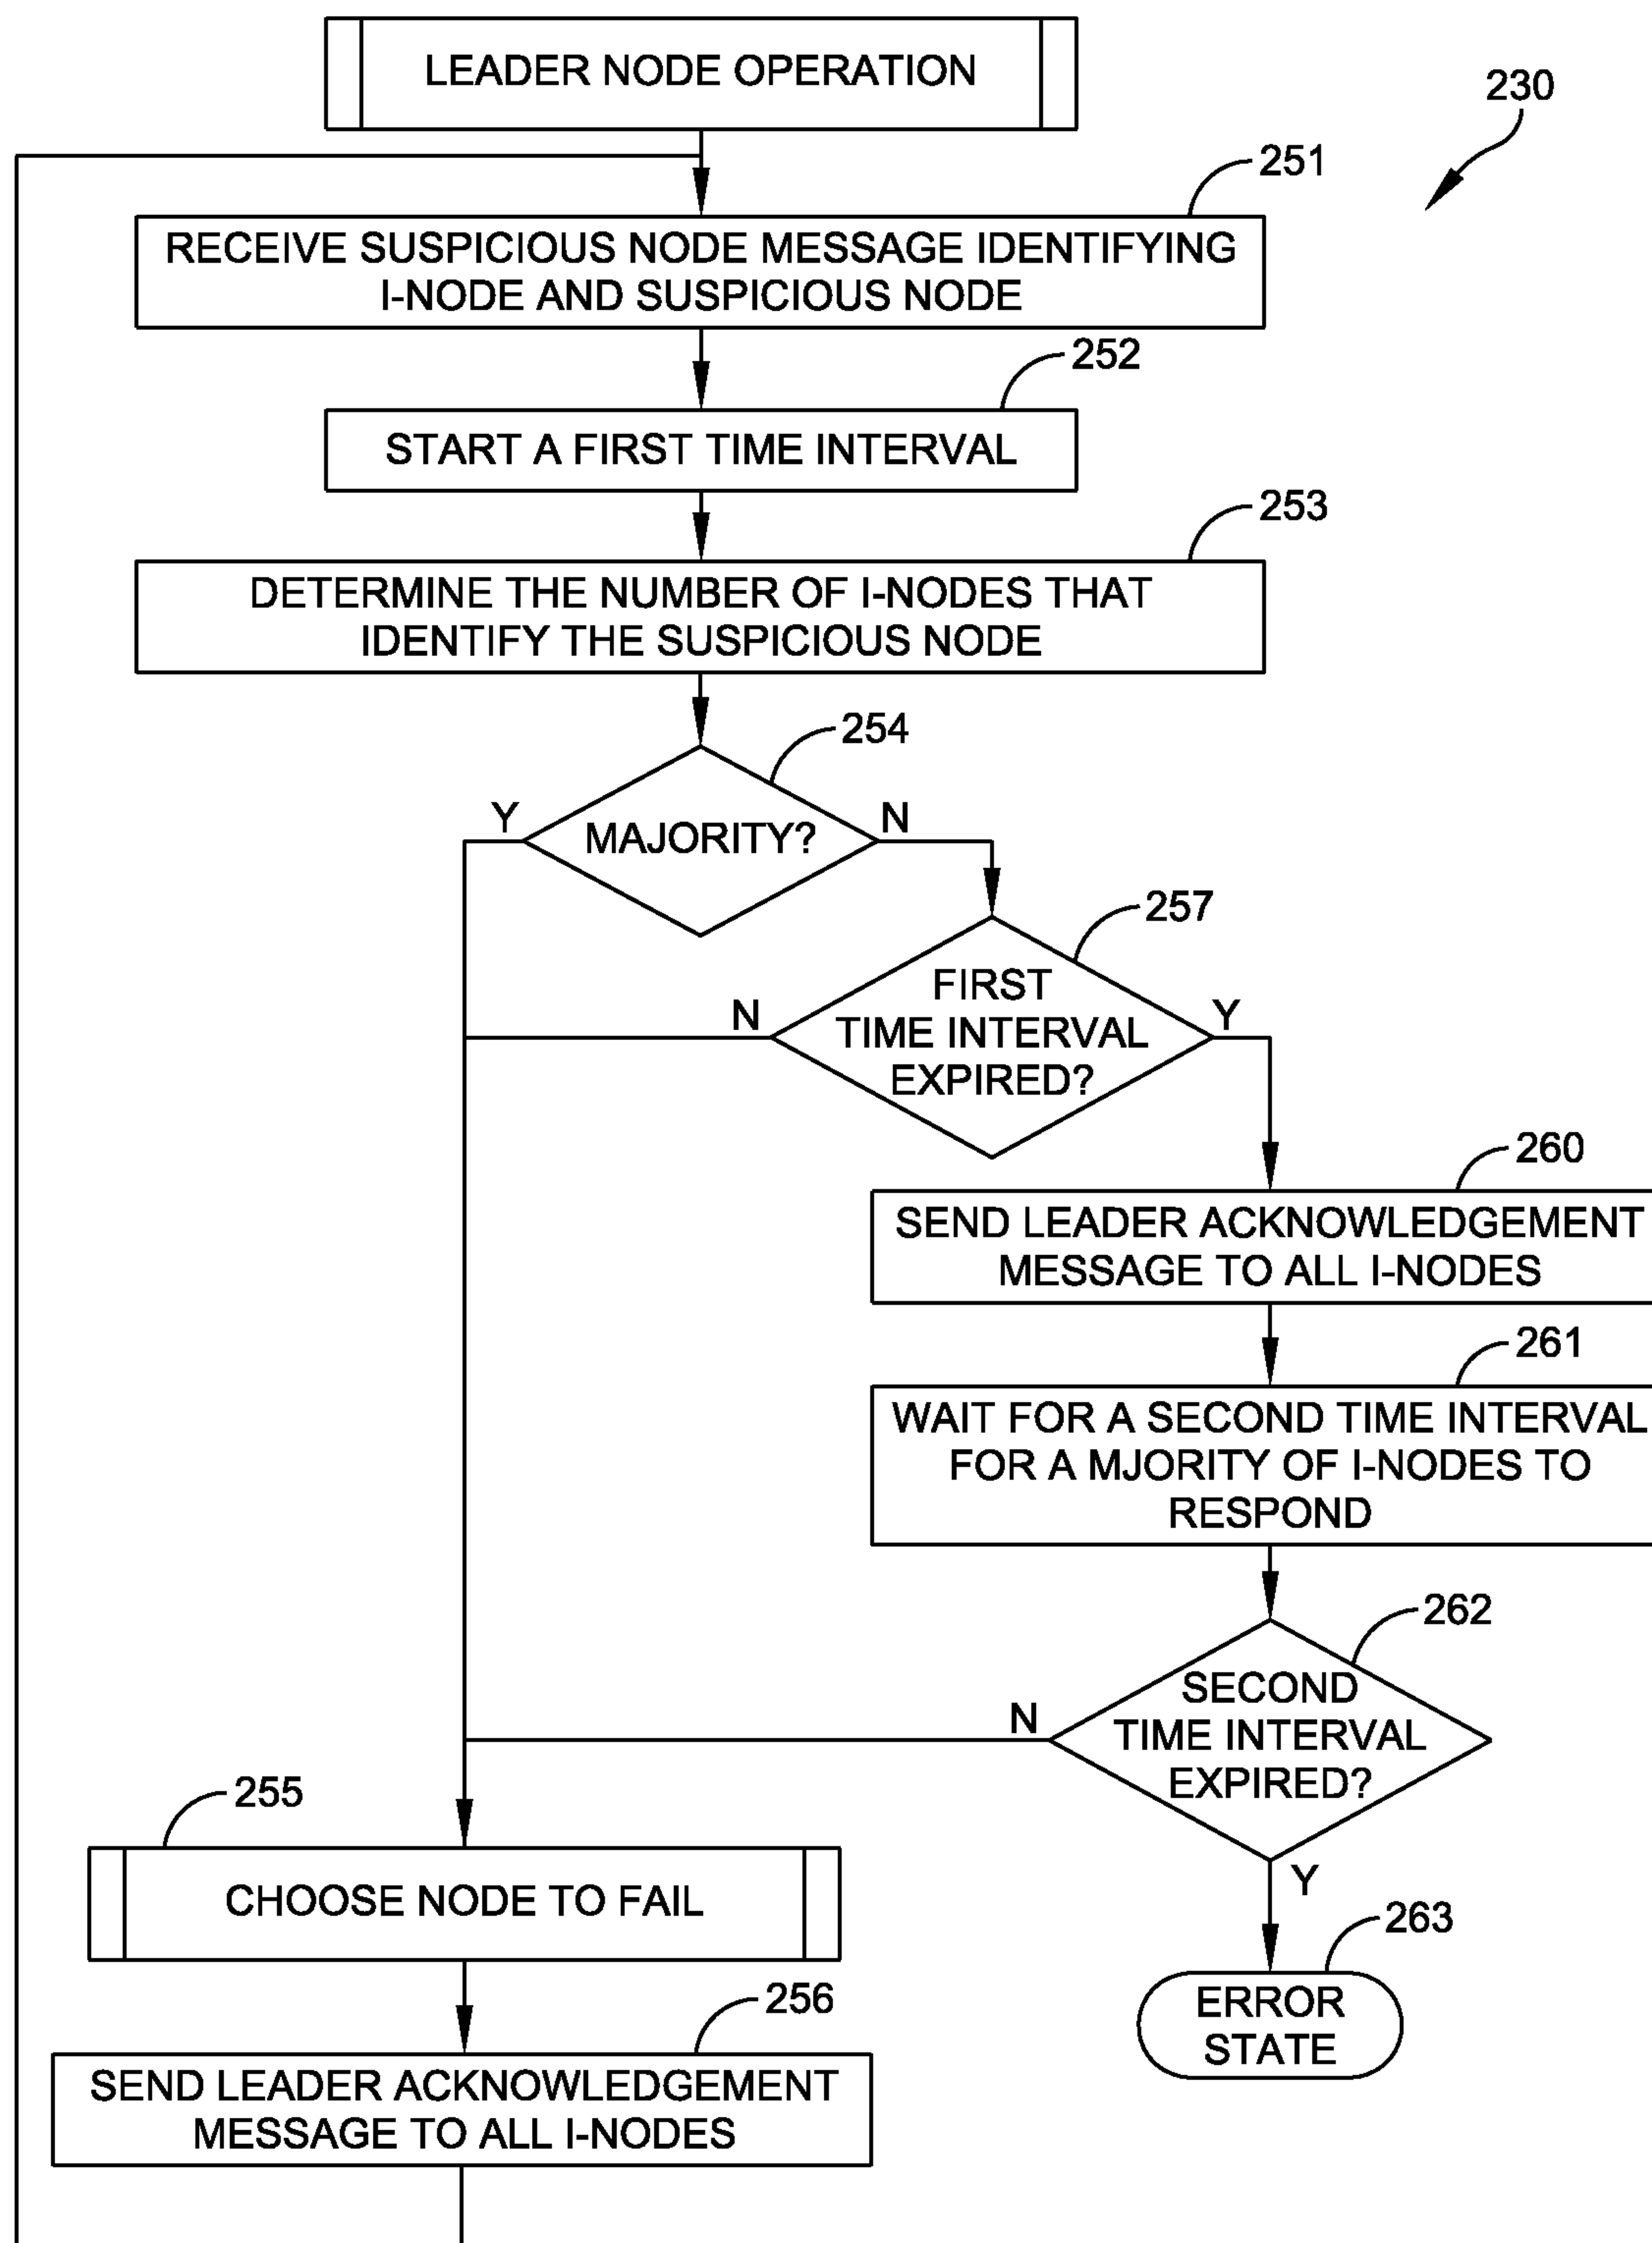 LEADER NODE OPERATION
230
251
RECEIVE SUSPICIOUS NODE MESSAGE IDENTIFYING
I-NODE AND SUSPICIOUS NODE
252
START A FIRST TIME INTERVAL
253
DETERMINE THE NUMBER OF I-NODES THAT
IDENTIFY THE SUSPICIOUS NODE
254
Y
MAJORITY?
N
257
FIRST
TIME INTERVAL
EXPIRED?
N
Y
260
SEND LEADER ACKNOWLEDGEMENT
MESSAGE TO ALL I-NODES
261
WAIT FOR A SECOND TIME INTERVAL
FOR A MJORITY OF I-NODES TO
RESPOND
262
SECOND
TIME INTERVAL
EXPIRED?
N
Y
263
ERROR
STATE
255
CHOOSE NODE TO FAIL
256
SEND LEADER ACKNOWLEDGEMENT
MESSAGE TO ALL I-NODES